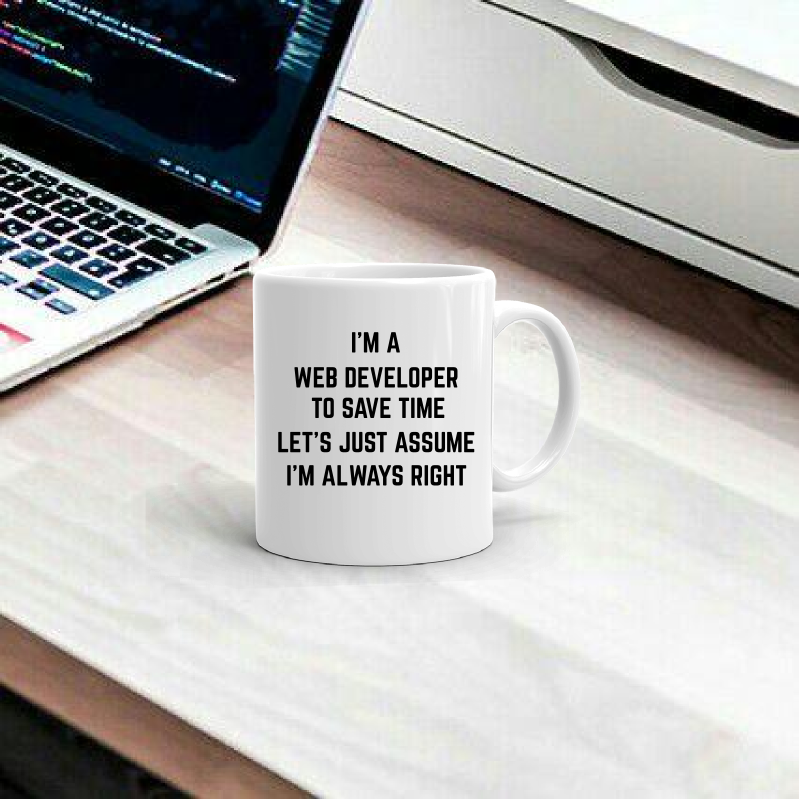 I'M A
WEB DEVELOPER
TO SAVE TIME
LET'S JUST ASSUME
I'M ALWAYS RIGHT